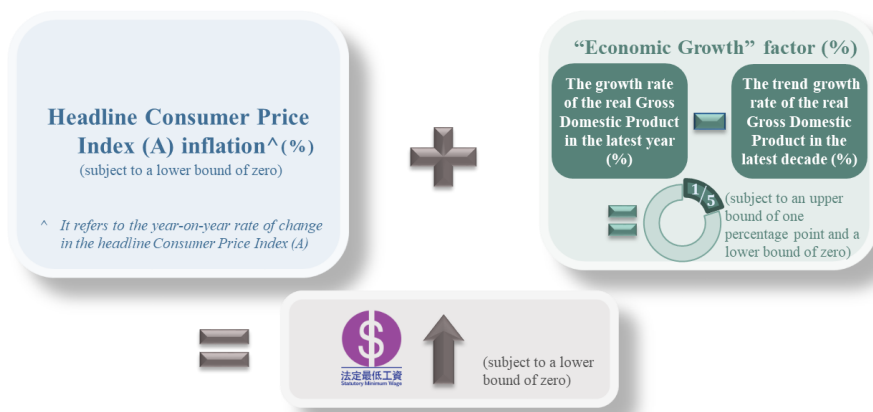 Headline Consumer Price
Index (A) inflation^(%)
(subject to a lower bound of zero)
^ It refers to the year-on-year rate of change
in the headline Consumer Price Index (A)
“Economic Growth” factor (%)
The growth rate
of the real Gross
Domestic Product
in the latest year
(%)
The trend growth
rate of the real
Gross Domestic
Product in the
latest decade (%)
1/5
(subject to an upper
bound of one
percentage point and a
lower bound of zero)
$
法定最低工資
Statutory Minimum Wage
(subject to a lower
bound of zero)